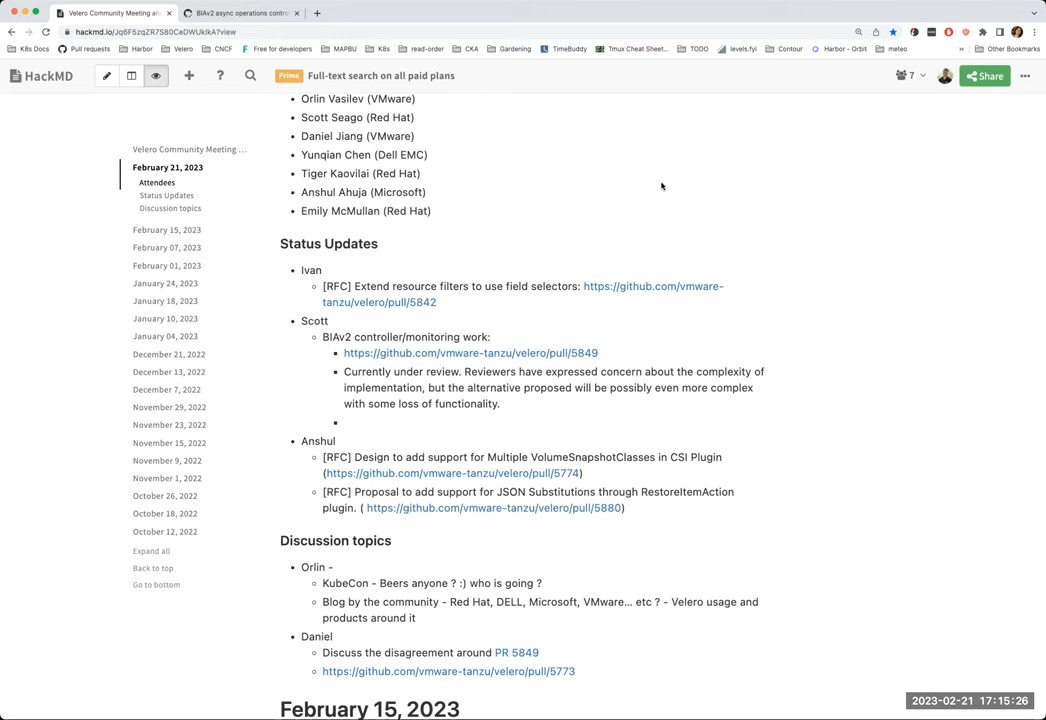 Velero Community Meeting an
BIAv2 async operations contro
hackmd.io/Jq6F5zqZR7S80CeDWUkIkA?view
K8s Docs Pull requests Harbor Velero CNCF Free for developers MAPBU K8s read-order CKA Gardening TimeBuddy Tmux Cheat Sheet... TODO levels.fyi Contour Harbor - Orbit meteo » Other Bookmarks
HackMD
Prime Full-text search on all paid plans
7
Share
Velero Community Meeting …
February 21, 2023
Attendees
Status Updates
Discussion topics
February 15, 2023
February 07, 2023
February 01, 2023
January 24, 2023
January 18, 2023
January 10, 2023
January 04, 2023
December 21, 2022
December 13, 2022
December 7, 2022
November 29, 2022
November 23, 2022
November 15, 2022
November 9, 2022
November 1, 2022
October 26, 2022
October 18, 2022
October 12, 2022
Expand all
Back to top
Go to bottom
Orlin Vasilev (VMware)
Scott Seago (Red Hat)
Daniel Jiang (VMware)
Yunqian Chen (Dell EMC)
Tiger Kaovilai (Red Hat)
Anshul Ahuja (Microsoft)
Emily McMullan (Red Hat)
Status Updates
Ivan
[RFC] Extend resource filters to use field selectors: https://github.com/vmware-
tanzu/velero/pull/5842
Scott
BIAv2 controller/monitoring work:
https://github.com/vmware-tanzu/velero/pull/5849
Currently under review. Reviewers have expressed concern about the complexity of
implementation, but the alternative proposed will be possibly even more complex
with some loss of functionality.
Anshul
[RFC] Design to add support for Multiple VolumeSnapshotClasses in CSI Plugin
(https://github.com/vmware-tanzu/velero/pull/5774)
[RFC] Proposal to add support for JSON Substitutions through RestoreItemAction
plugin. ( https://github.com/vmware-tanzu/velero/pull/5880)
Discussion topics
Orlin -
KubeCon - Beers anyone ? :) who is going ?
Blog by the community - Red Hat, DELL, Microsoft, VMware… etc ? - Velero usage and
products around it
Daniel
Discuss the disagreement around PR 5849
https://github.com/vmware-tanzu/velero/pull/5773
February 15, 2023
2023-02-21 17:15:26